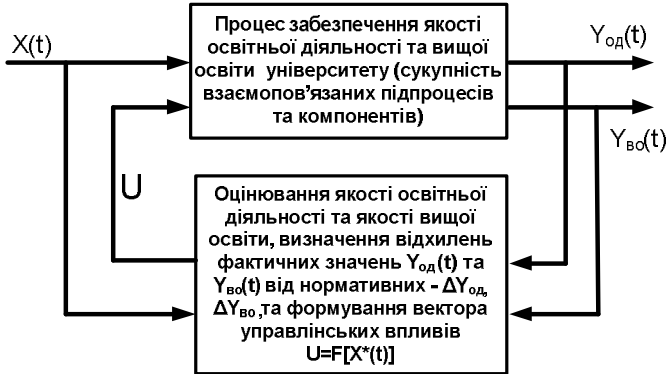 X(t)
Процес забезпечення якості
освітньої діяльності та вищої
освіти університету (сукупність
взаємопов’язаних підпроцесів
та компонентів)
Yод(t)
Yво(t)
U
Оцінювання якості освітньої
діяльності та якості вищої
освіти, визначення відхилень
фактичних значень Yод(t) та
Yво(t) від нормативних - ΔYод,
ΔYво ,та формування вектора
управлінських впливів
U=F[X*(t)]